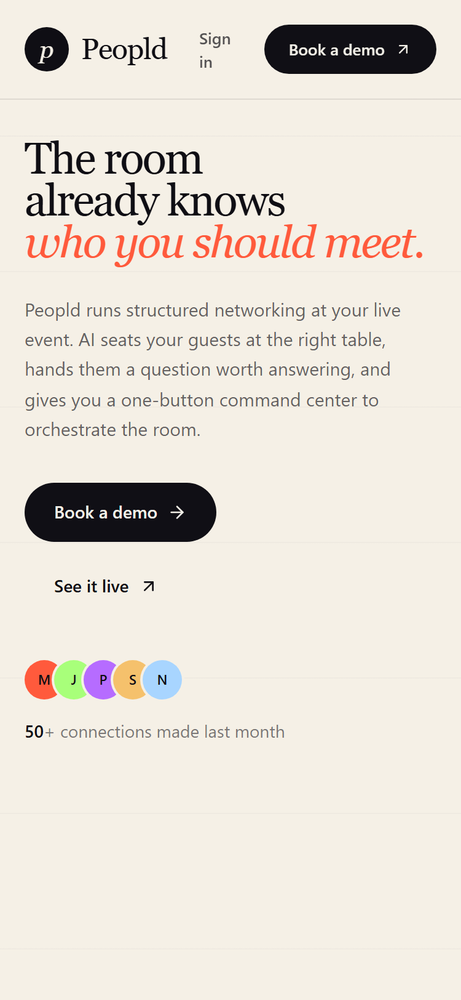 p Peopld
Sign
in
Book a demo
The room
already knows
who you should meet.
Peopld runs structured networking at your live
event. AI seats your guests at the right table,
hands them a question worth answering, and
gives you a one-button command center to
orchestrate the room.
Book a demo
See it live
M J P S N
50+ connections made last month